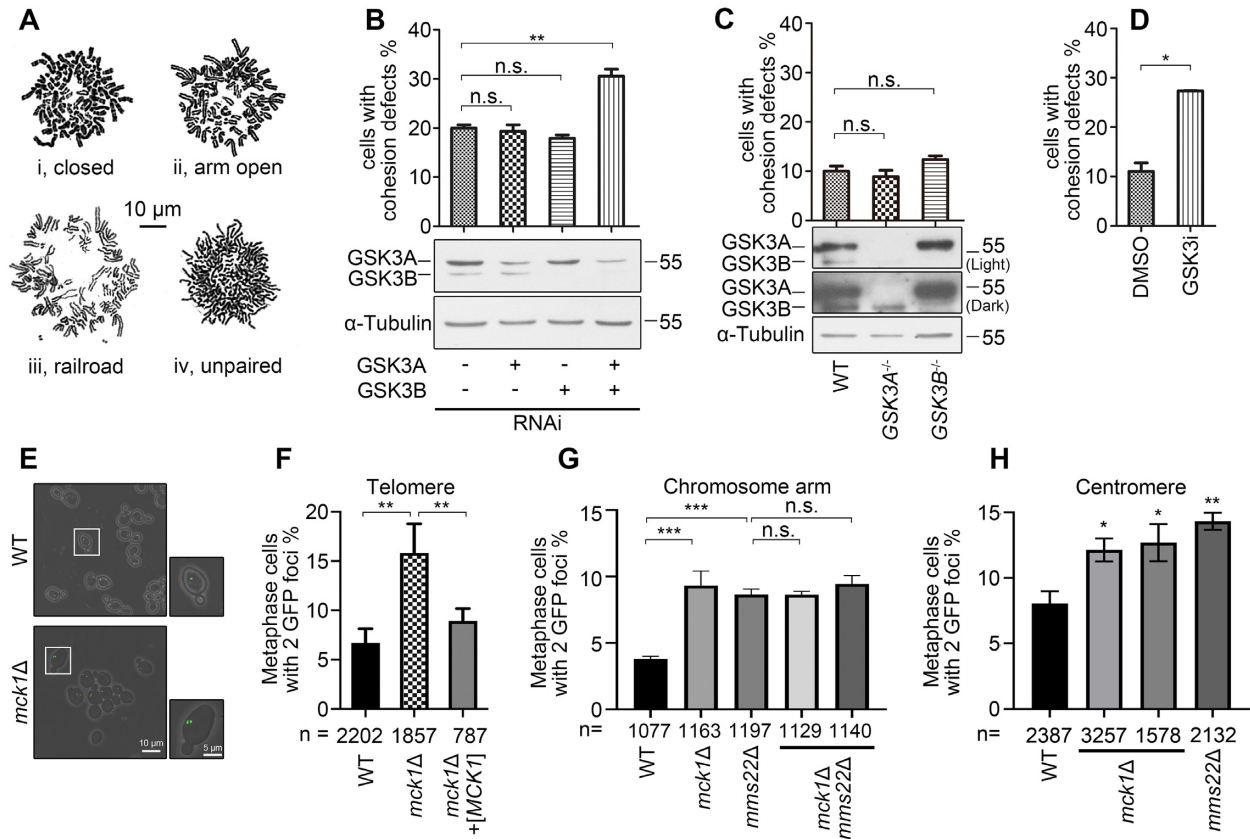 A
i, closed
ii, arm open
10 µm
iii, railroad
iv, unpaired
B
cells with
cohesion defects %
40
30
20
10
0
**
n.s.
n.s.
GSK3A
GSK3B
55
α-Tubulin
55
GSK3A - + - +
GSK3B - - + +
RNAi
C
cells with
cohesion defects %
40
30
20
10
0
n.s.
n.s.
GSK3A
GSK3B
55
(Light)
GSK3A
GSK3B
55
(Dark)
α-Tubulin
55
WT
GSK3A-/-
GSK3B-/-
D
cells with
cohesion defects %
40
30
20
10
0
*
DMSO
GSK3i
E
WT
mck1Δ
10 µm
5 µm
F
Telomere
Metaphase cells
with 2 GFP foci %
20
15
10
5
0
** **
n = 2202 1857 787
WT
mck1Δ
mck1Δ
+[MCK1]
G
Chromosome arm
Metaphase cells
with 2 GFP foci %
15
10
5
0
*** n.s.
*** n.s.
n= 1077 1163 1197 1129 1140
WT
mck1Δ
mms22Δ
mck1Δ
mms22Δ
H
Centromere
Metaphase cells
with 2 GFP foci %
15
10
5
0
* * **
n= 2387 3257 1578 2132
WT
mck1Δ
mms22Δ